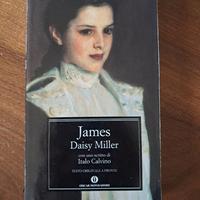 James
Daisy Miller
con uno scritto di
Italo Calvino
TESTO ORIGINALE A FRONTE
OSCAR MONDADORI